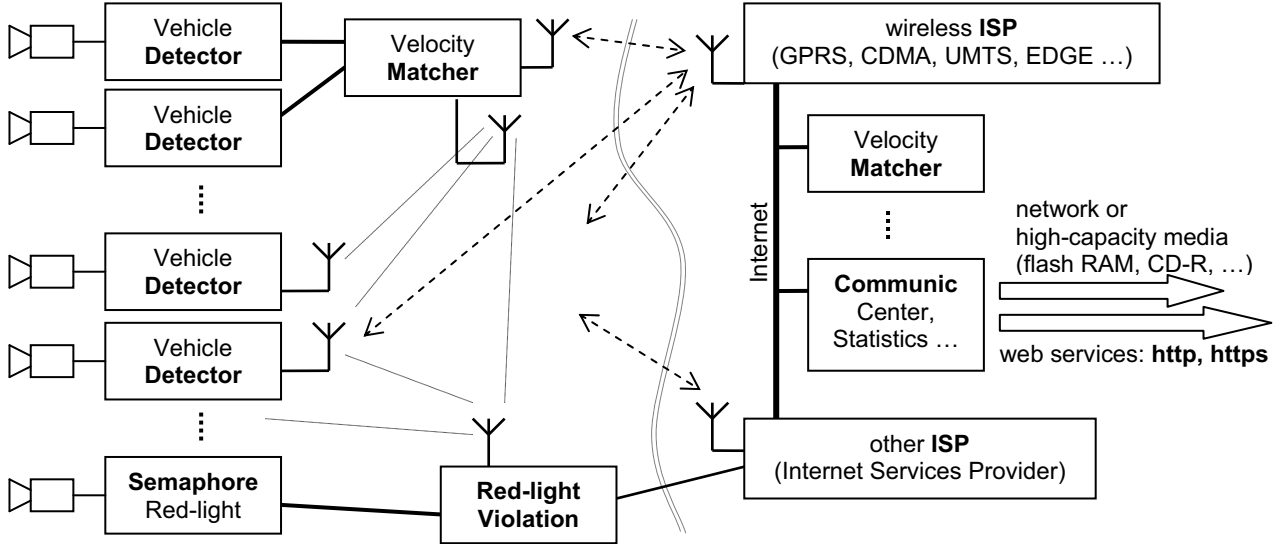 Vehicle
Detector
Velocity
Matcher
wireless ISP
(GPRS, CDMA, UMTS, EDGE …)
Vehicle
Detector
Velocity
Matcher
Internet
network or
high-capacity media
(flash RAM, CD-R, …)
Vehicle
Detector
Communic
Center,
Statistics …
Vehicle
Detector
web services: http, https
other ISP
(Internet Services Provider)
Semaphore
Red-light
Red-light
Violation